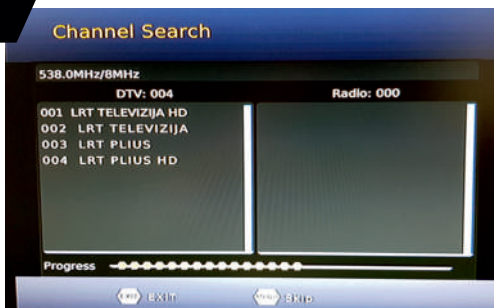 Channel Search
538.0MHz/8MHz
DTV: 004 Radio: 000
001 LRT TELEVIZIJA HD
002 LRT TELEVIZIJA
003 LRT PLIUS
004 LRT PLIUS HD
Progress
EXIT Skip